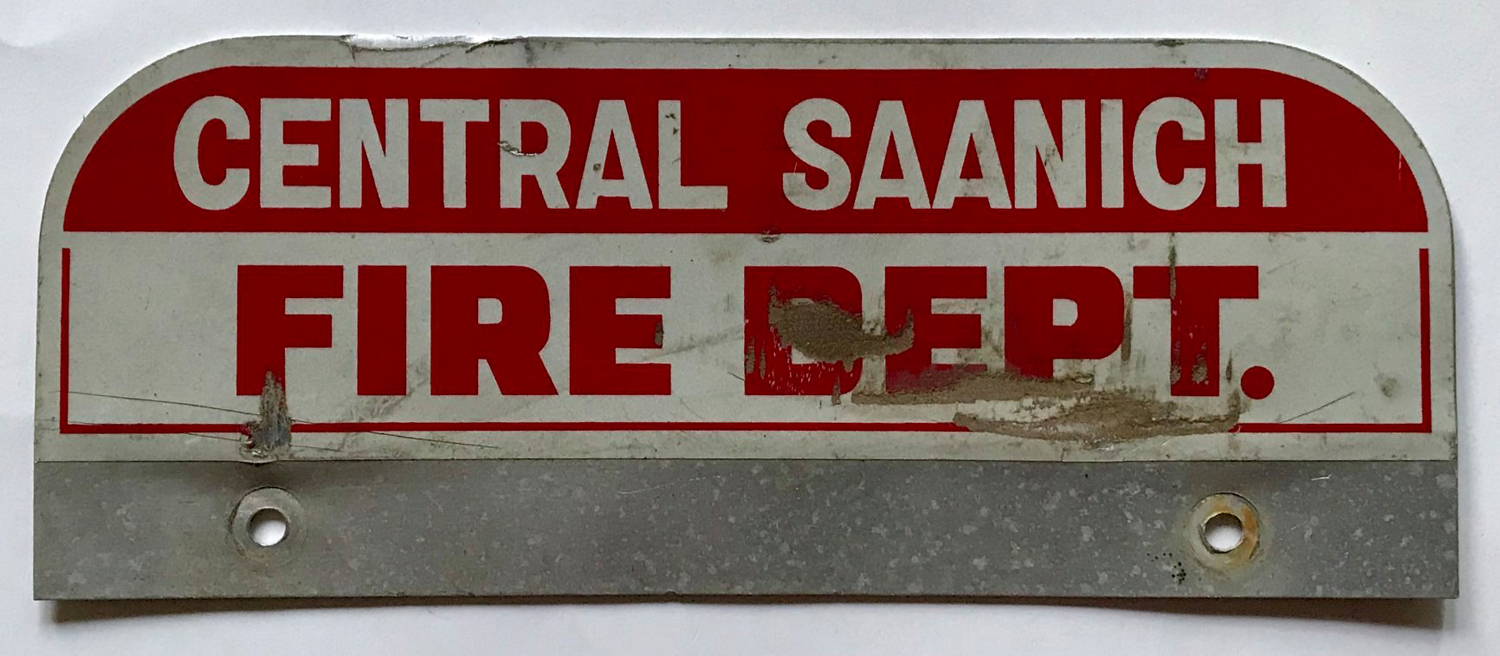 CENTRAL SAANICH
FIRE DEPT.